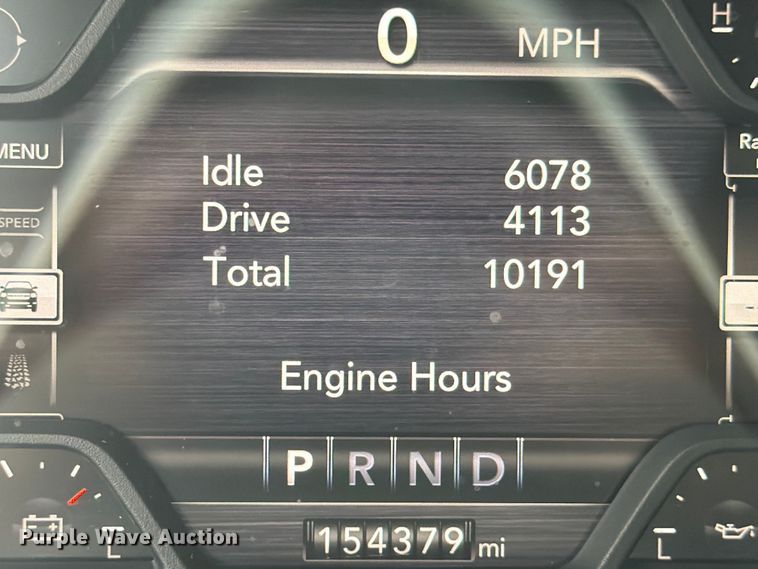 0 MPH
H
MENU
SPEED
Idle 6078
Drive 4113
Total 10191
Engine Hours
P R N D
L
L
154379 mi
Purple Wave Auction